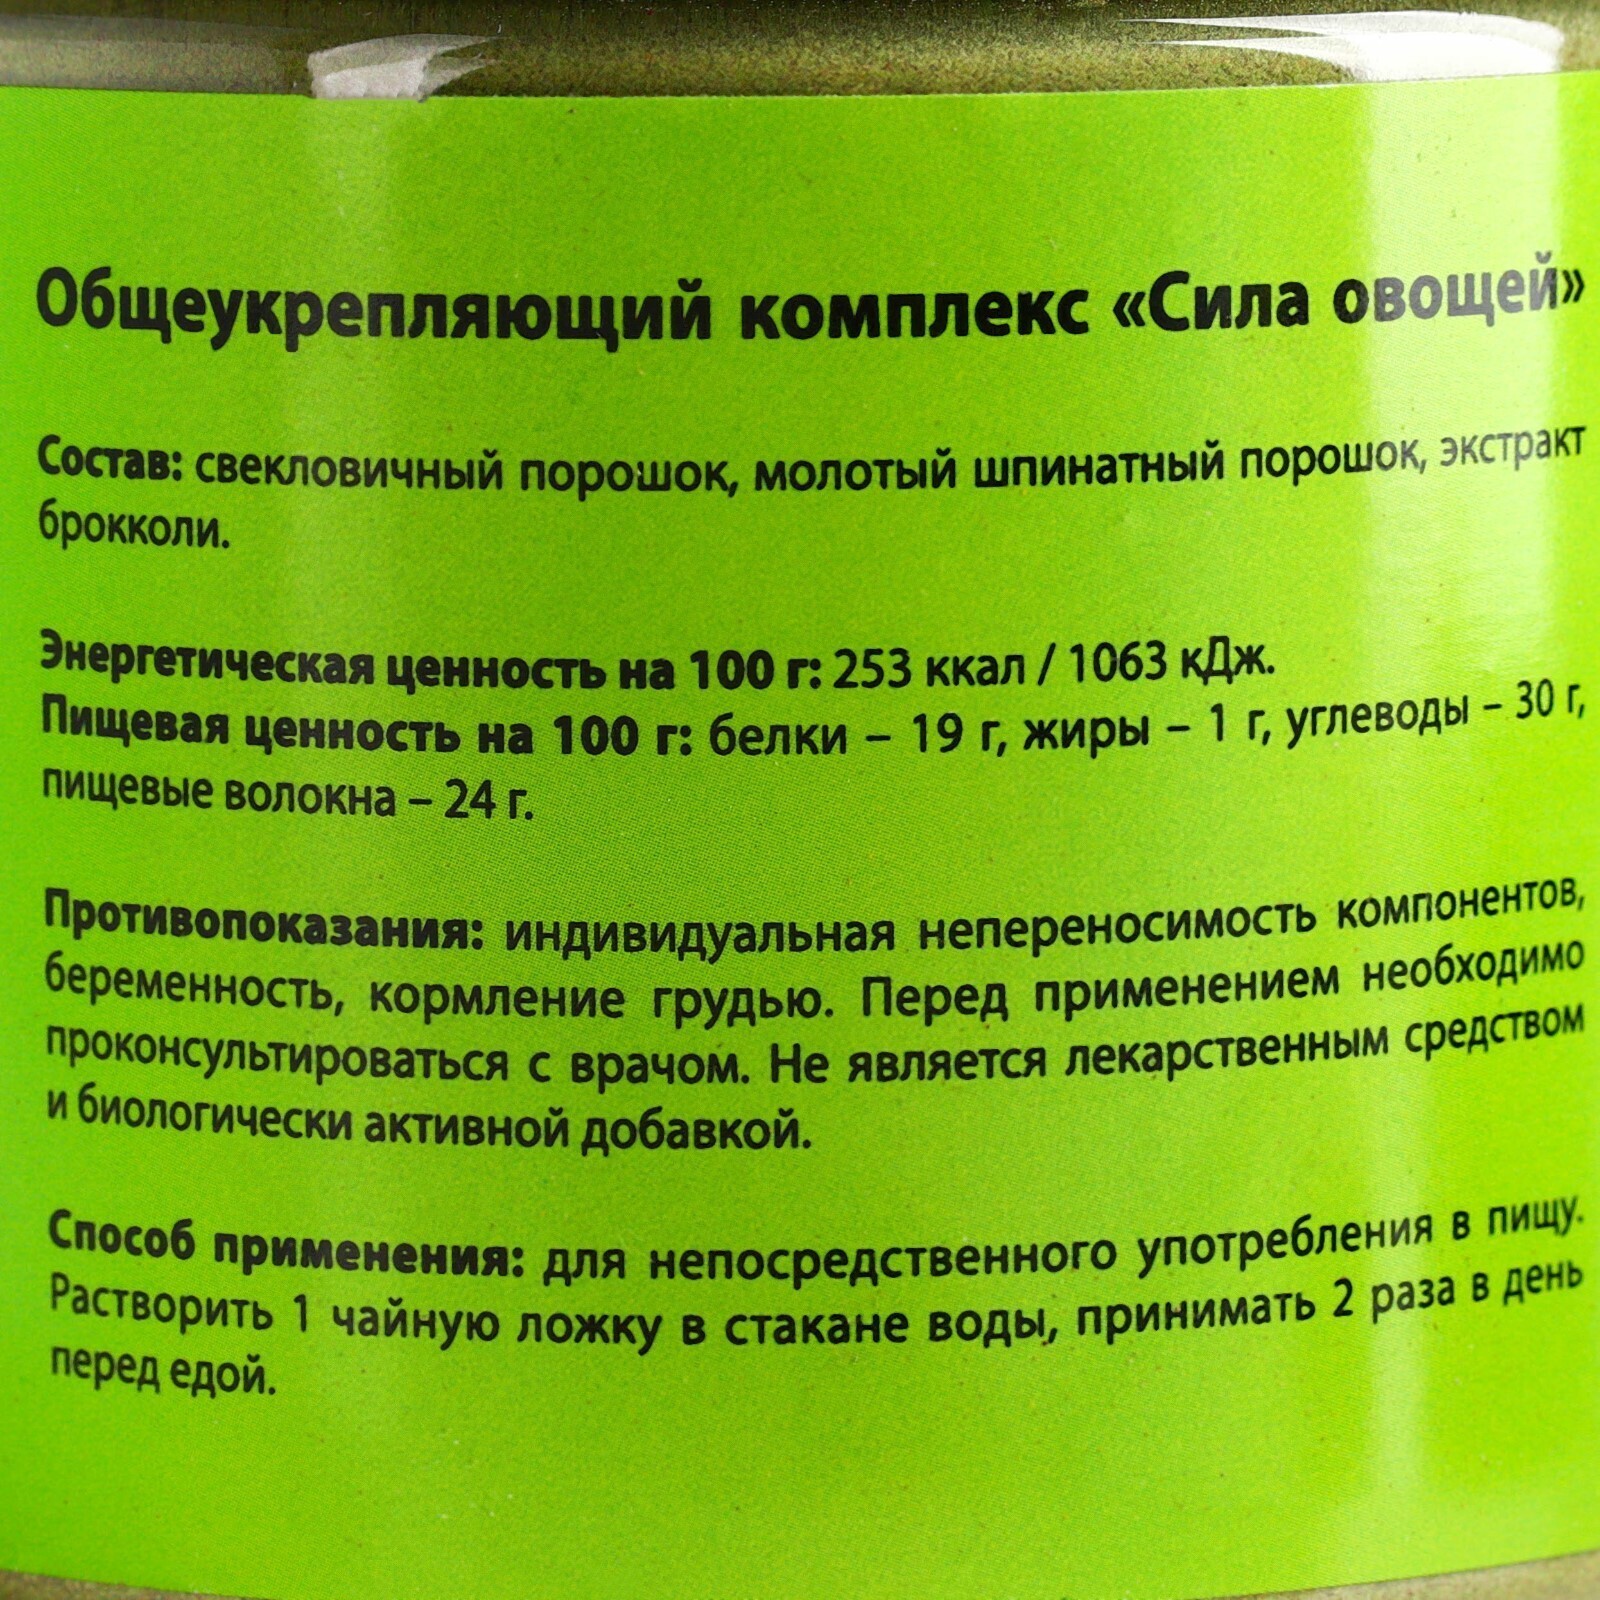 Общеукрепляющий комплекс «Сила овощей»
Состав: свекловичный порошок, молотый шпинатный порошок, экстракт
брокколи.
Энергетическая ценность на 100 г: 253 ккал / 1063 кДж.
Пищевая ценность на 100 г: белки – 19 г, жиры – 1 г, углеводы – 30 г,
пищевые волокна – 24 г.
Противопоказания: индивидуальная непереносимость компонентов,
беременность, кормление грудью. Перед применением необходимо
проконсультироваться с врачом. Не является лекарственным средством
и биологически активной добавкой.
Способ применения: для непосредственного употребления в пищу.
Растворить 1 чайную ложку в стакане воды, принимать 2 раза в день
перед едой.